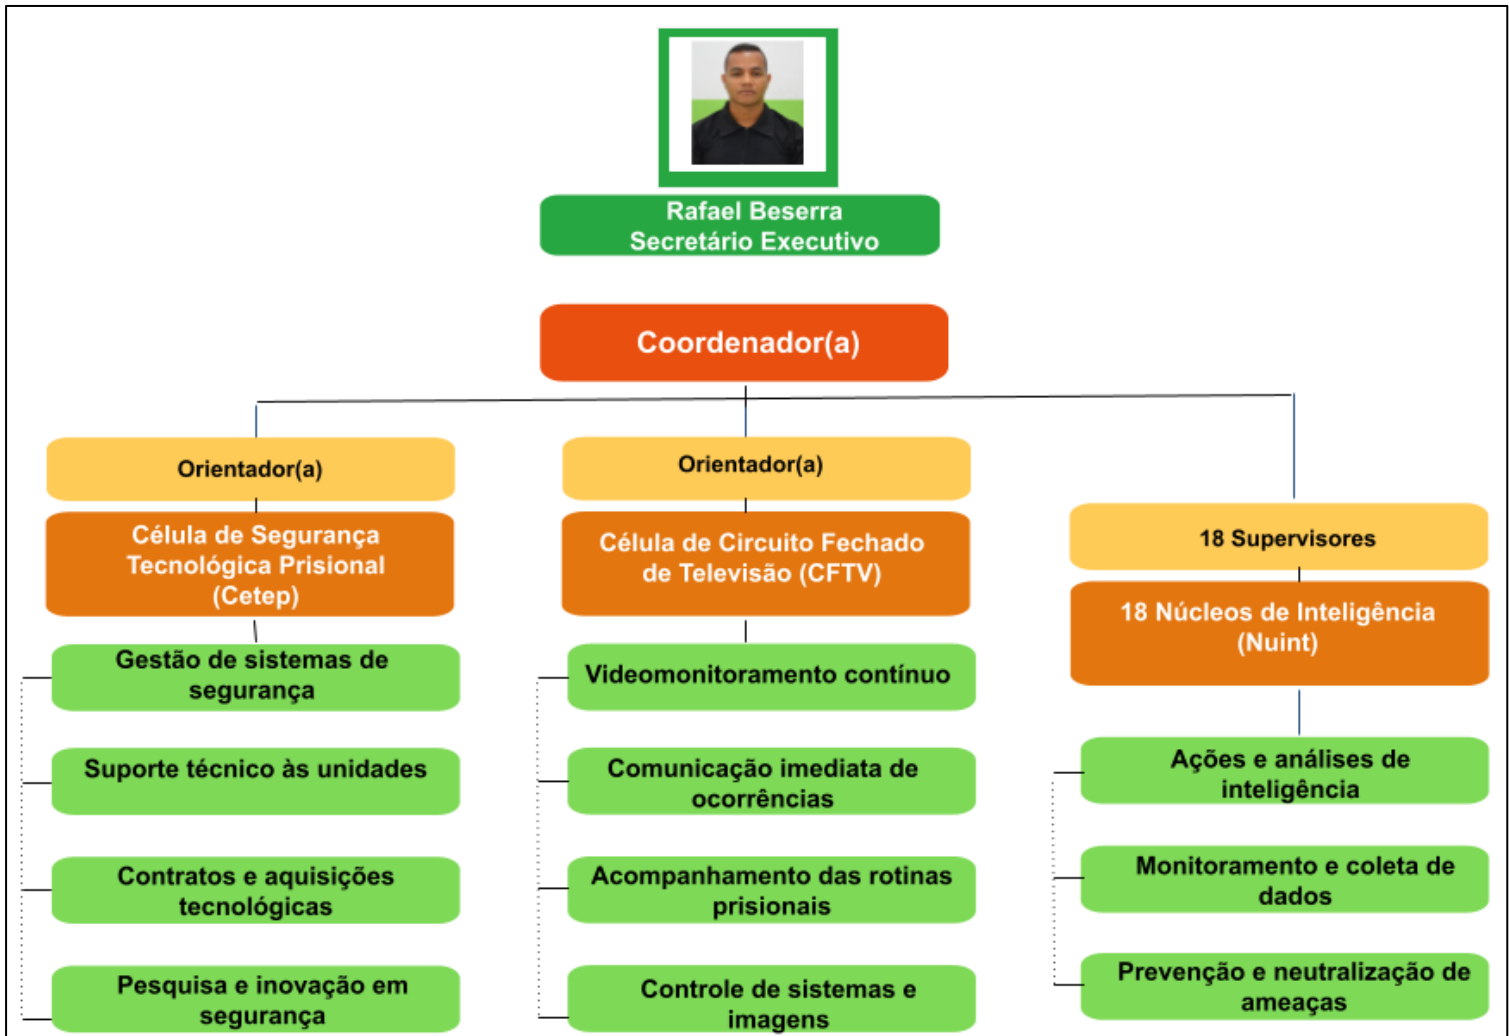 Rafael Beserra
Secretário Executivo
Coordenador(a)
Orientador(a)
Célula de Segurança
Tecnológica Prisional
(Cetep)
Gestão de sistemas de
segurança
Suporte técnico às unidades
Contratos e aquisições
tecnológicas
Pesquisa e inovação em
segurança
Orientador(a)
Célula de Circuito Fechado
de Televisão (CFTV)
Videomonitoramento contínuo
Comunicação imediata de
ocorrências
Acompanhamento das rotinas
prisionais
Controle de sistemas e
imagens
18 Supervisores
18 Núcleos de Inteligência
(Nuint)
Ações e análises de
inteligência
Monitoramento e coleta de
dados
Prevenção e neutralização de
ameaças